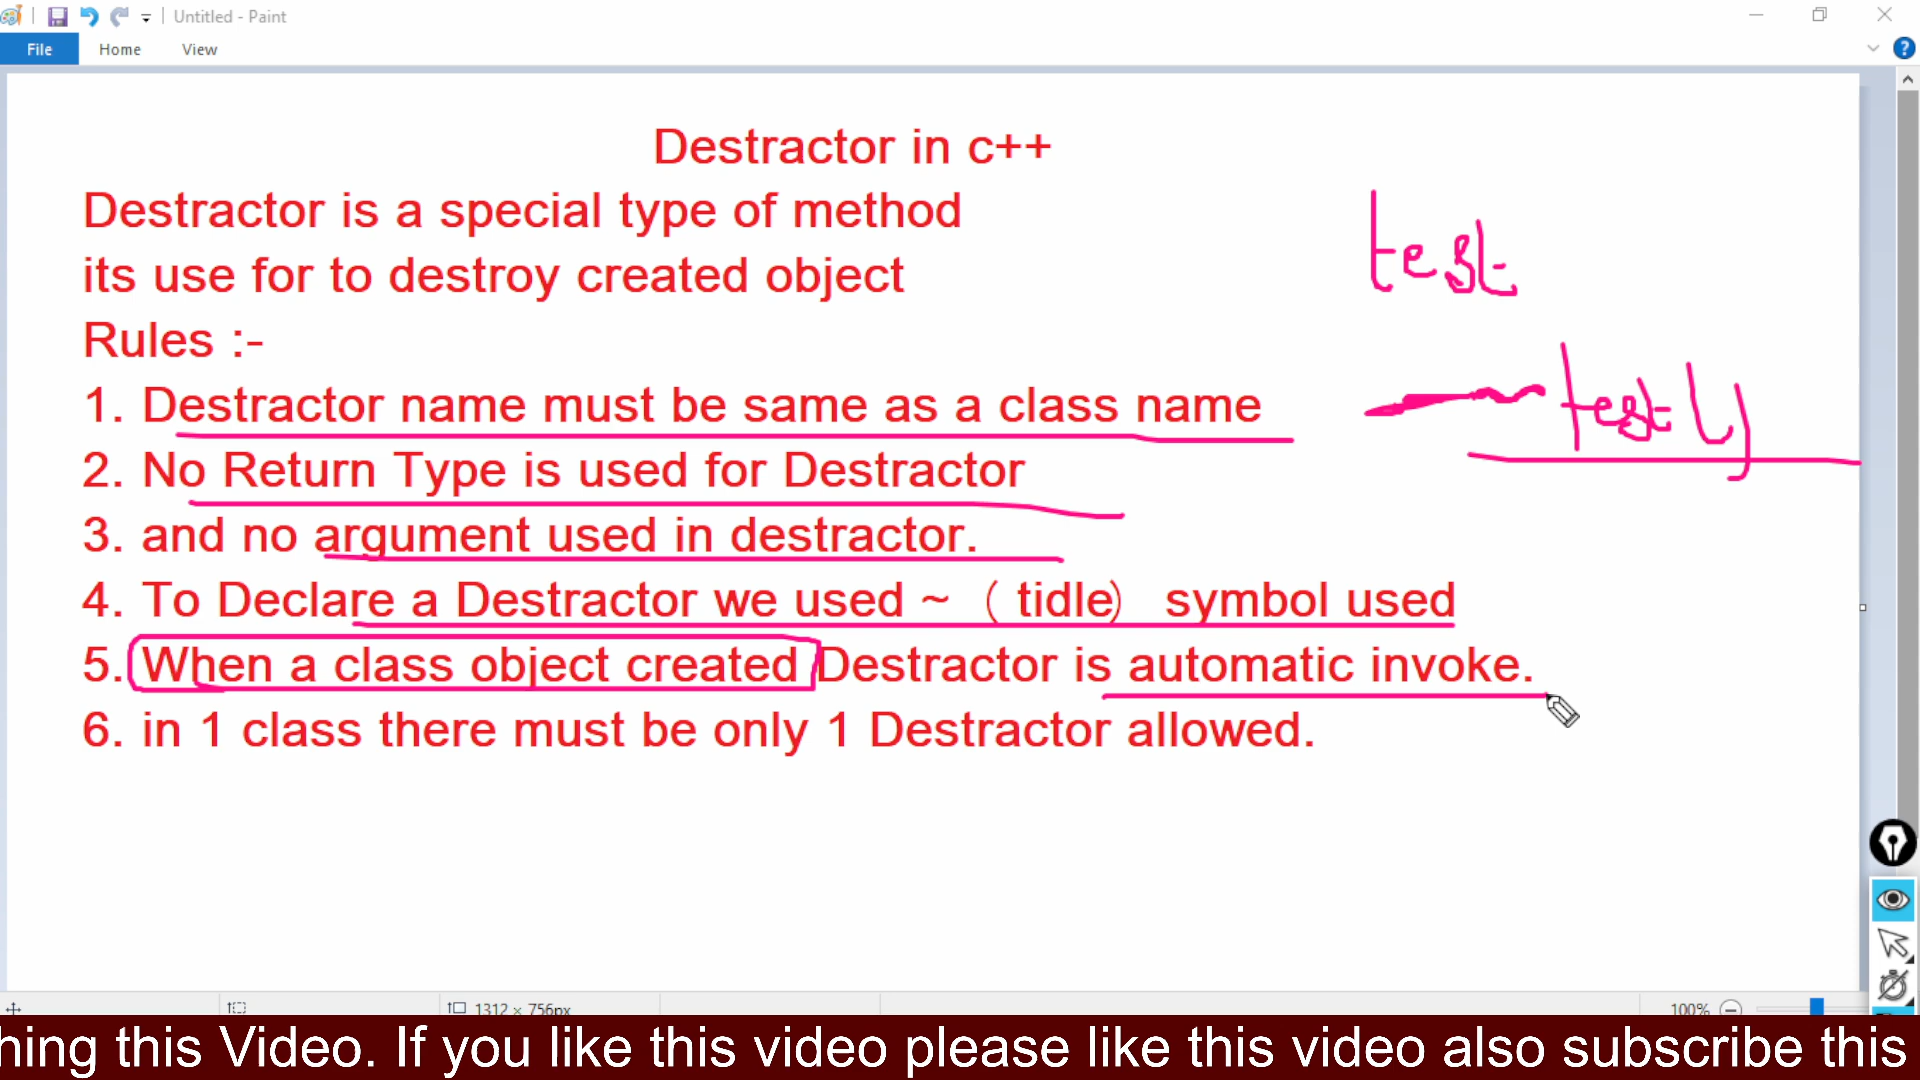 Untitled - Paint
File Home View
Destractor in c++
Destractor is a special type of method
its use for to destroy created object
Rules :-
1. Destractor name must be same as a class name
2. No Return Type is used for Destractor
3. and no argument used in destractor.
4. To Declare a Destractor we used ~ ( tidle) symbol used
5. When a class object created Destractor is automatic invoke.
6. in 1 class there must be only 1 Destractor allowed.
test
~test()
1312 × 756px
100%
hing this Video. If you like this video please like this video also subscribe this